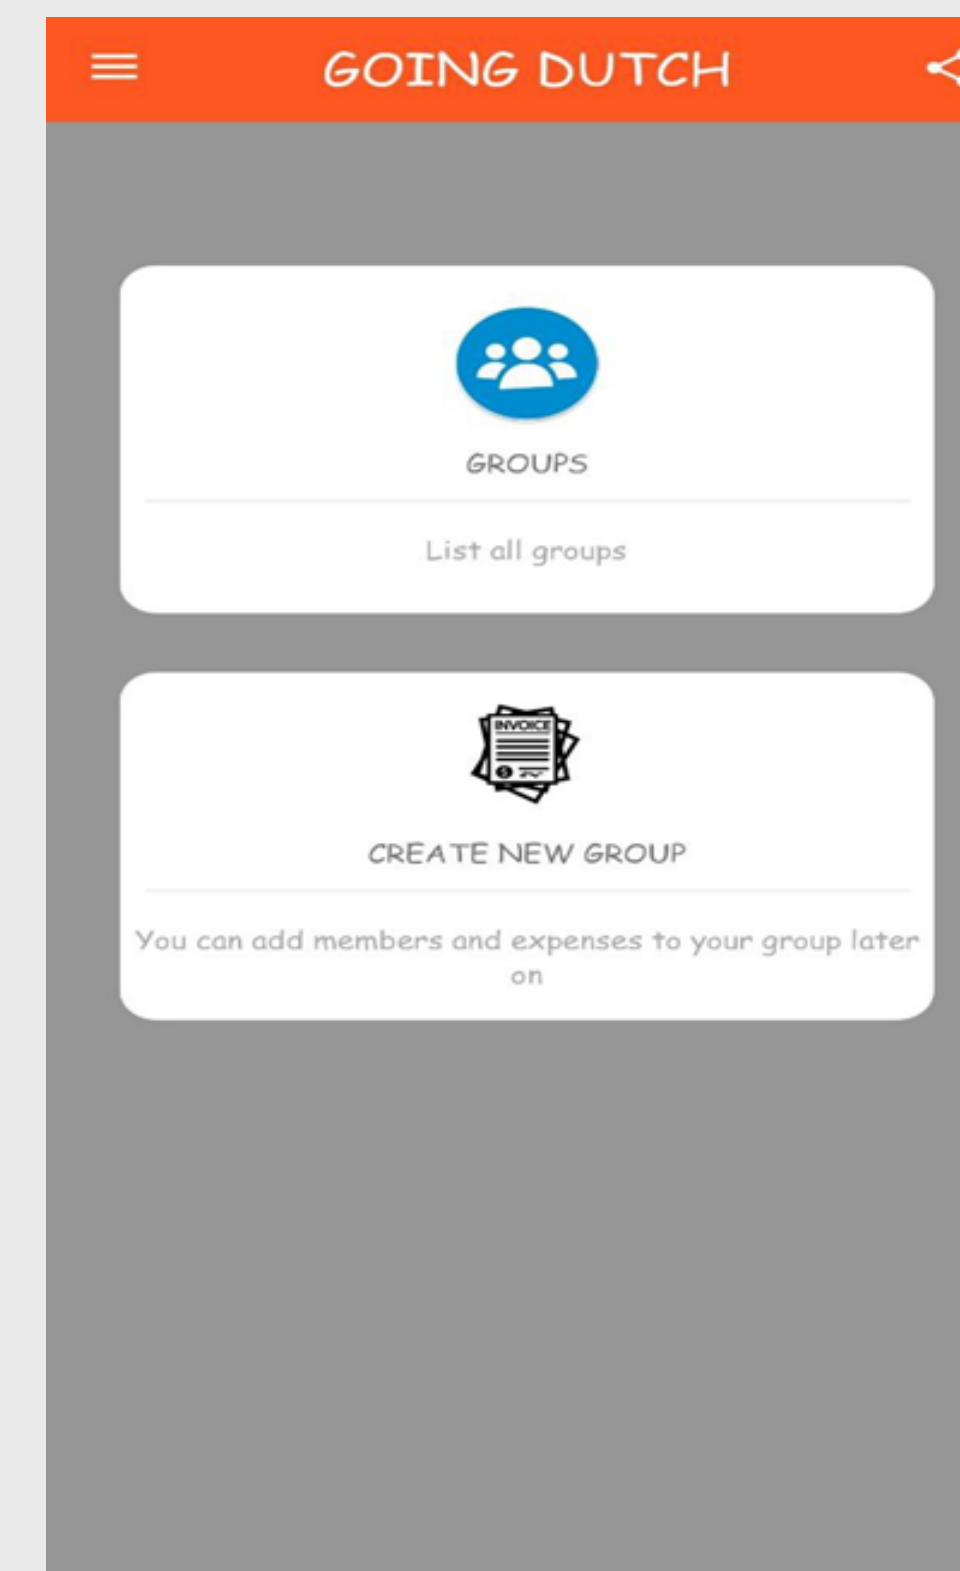 GOING DUTCH
GROUPS
List all groups
INVOICE
CREATE NEW GROUP
You can add members and expenses to your group later
on